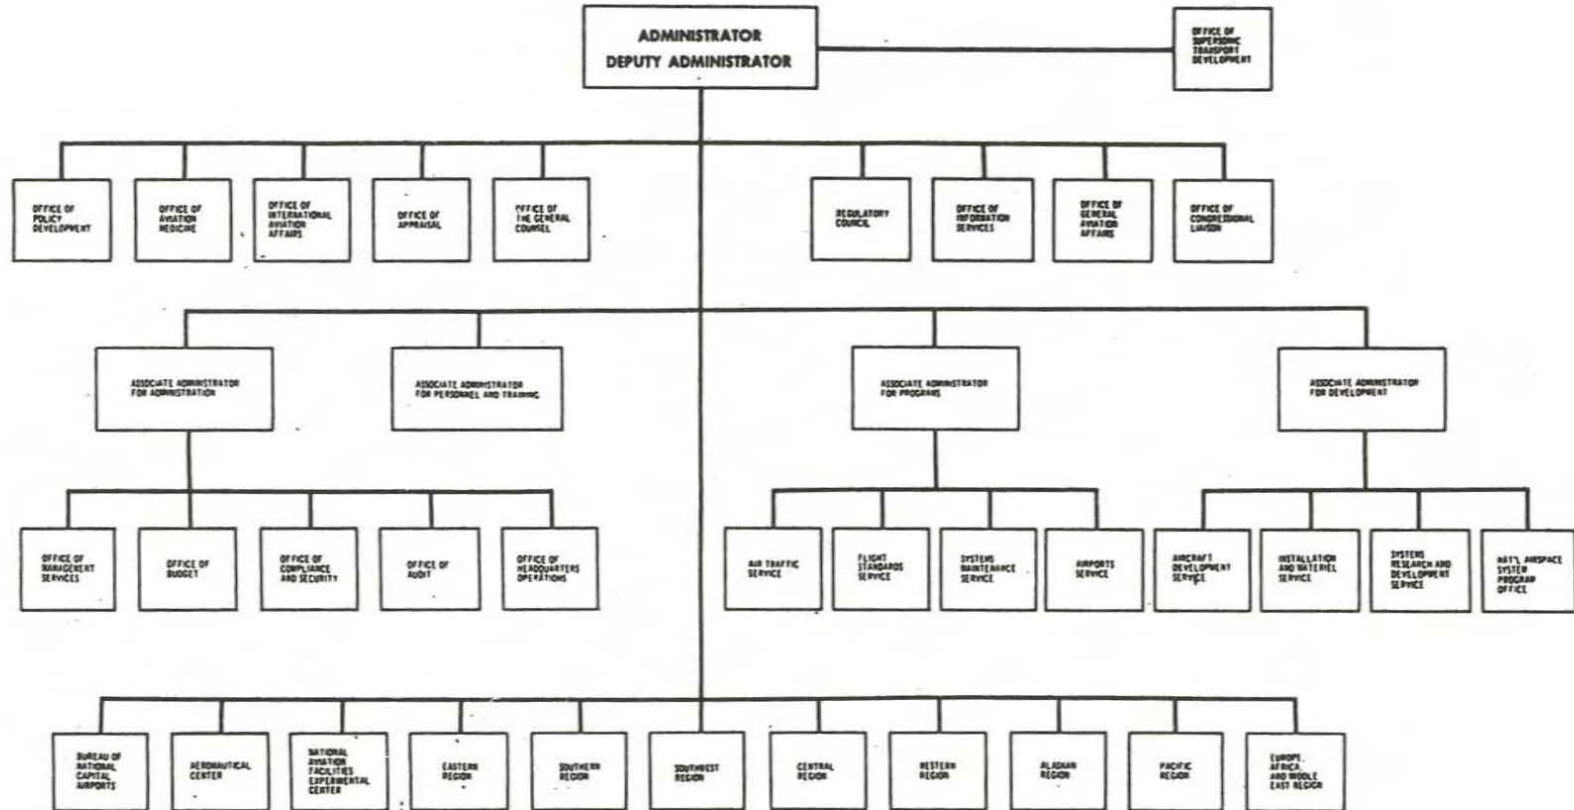 ADMINISTRATOR
DEPUTY ADMINISTRATOR
OFFICE OF
SUPERSONIC
TRANSPORT
DEVELOPMENT
OFFICE OF
POLICY
DEVELOPMENT
OFFICE OF
AVIATION
MEDICINE
OFFICE OF
INTERNATIONAL
AVIATION
AFFAIRS
OFFICE OF
APPRAISAL
OFFICE OF
THE GENERAL
COUNSEL
REGULATORY
COUNCIL
OFFICE OF
INFORMATION
SERVICES
OFFICE OF
GENERAL
AVIATION
AFFAIRS
OFFICE OF
CONGRESSIONAL
LIAISON
ASSOCIATE ADMINISTRATOR
FOR ADMINISTRATION
ASSOCIATE ADMINISTRATOR
FOR PERSONNEL AND TRAINING
ASSOCIATE ADMINISTRATOR
FOR PROGRAMS
ASSOCIATE ADMINISTRATOR
FOR DEVELOPMENT
OFFICE OF
MANAGEMENT
SERVICES
OFFICE OF
BUDGET
OFFICE OF
COMPLIANCE
AND SECURITY
OFFICE OF
AUDIT
OFFICE OF
HEADQUARTERS
OPERATIONS
AIR TRAFFIC
SERVICE
FLIGHT
STANDARDS
SERVICE
SYSTEMS
MAINTENANCE
SERVICE
AIRPORTS
SERVICE
AIRCRAFT
DEVELOPMENT
SERVICE
INSTALLATION
AND MATERIEL
SERVICE
SYSTEMS
RESEARCH AND
DEVELOPMENT
SERVICE
NAT'L AIRSPACE
SYSTEM
PROGRAM
OFFICE
BUREAU OF
NATIONAL
CAPITAL
AIRPORTS
AERONAUTICAL
CENTER
NATIONAL
AVIATION
FACILITIES
EXPERIMENTAL
CENTER
EASTERN
REGION
SOUTHERN
REGION
SOUTHWEST
REGION
CENTRAL
REGION
WESTERN
REGION
ALASKAN
REGION
PACIFIC
REGION
EUROPE,
AFRICA,
AND MIDDLE
EAST REGION